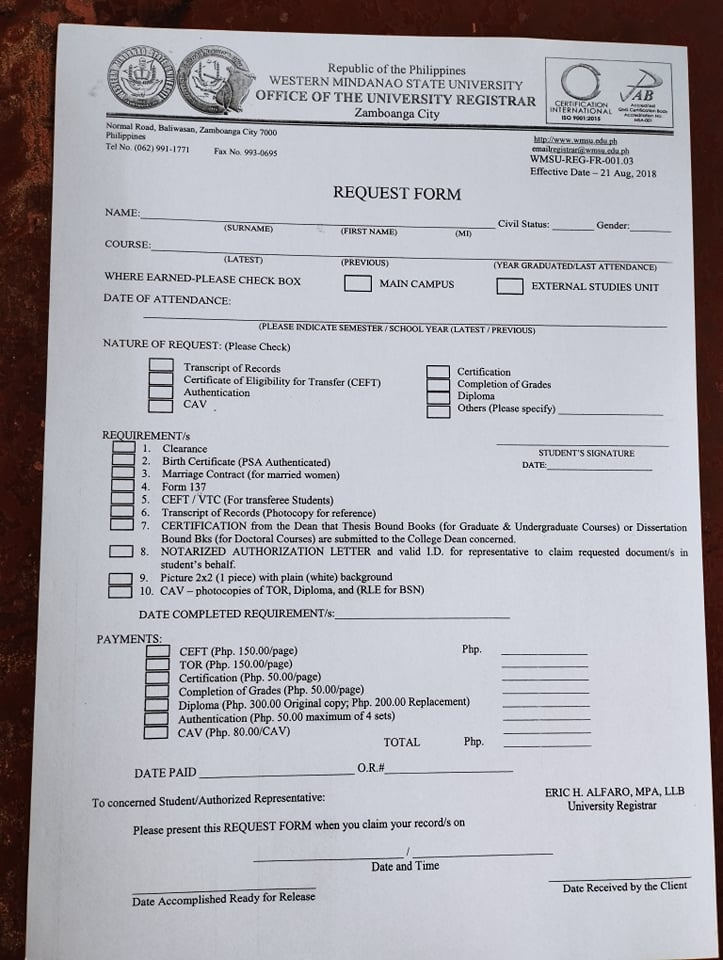 Republic of the Philippines
WESTERN MINDANAO STATE UNIVERSITY
OFFICE OF THE UNIVERSITY REGISTRAR
Zamboanga City
CERTIFICATION
INTERNATIONAL
ISO 9001:2015
PAB
Accredited
Normal Road, Baliwasan, Zamboanga City 7000
Philippines
Tel No. (062) 991-1771 Fax No. 993-0695
http://www.wmsu.edu.ph
emailregistrar@wmsu.edu.ph
WMSU-REG-FR-001.03
Effective Date – 21 Aug, 2018
REQUEST FORM
NAME: Civil Status: Gender:
(SURNAME) (FIRST NAME) (MI)
COURSE:
(LATEST) (PREVIOUS) (YEAR GRADUATED/LAST ATTENDANCE)
WHERE EARNED-PLEASE CHECK BOX MAIN CAMPUS EXTERNAL STUDIES UNIT
DATE OF ATTENDANCE:
(PLEASE INDICATE SEMESTER / SCHOOL YEAR (LATEST / PREVIOUS)
NATURE OF REQUEST: (Please Check)
Transcript of Records
Certificate of Eligibility for Transfer (CEFT)
Authentication
CAV
Certification
Completion of Grades
Diploma
Others (Please specify)
STUDENT'S SIGNATURE
DATE:
REQUIREMENT/s
1. Clearance
2. Birth Certificate (PSA Authenticated)
3. Marriage Contract (for married women)
4. Form 137
5. CEFT / VTC (For transferee Students)
6. Transcript of Records (Photocopy for reference)
7. CERTIFICATION from the Dean that Thesis Bound Books (for Graduate & Undergraduate Courses) or Dissertation
Bound Bks (for Doctoral Courses) are submitted to the College Dean concerned.
8. NOTARIZED AUTHORIZATION LETTER and valid I.D. for representative to claim requested document/s in
student's behalf.
9. Picture 2x2 (1 piece) with plain (white) background
10. CAV – photocopies of TOR, Diploma, and (RLE for BSN)
DATE COMPLETED REQUIREMENT/s:
PAYMENTS:
CEFT (Php. 150.00/page) Php.
TOR (Php. 150.00/page)
Certification (Php. 50.00/page)
Completion of Grades (Php. 50.00/page)
Diploma (Php. 300.00 Original copy; Php. 200.00 Replacement)
Authentication (Php. 50.00 maximum of 4 sets)
CAV (Php. 80.00/CAV)
TOTAL Php.
DATE PAID O.R.#
To concerned Student/Authorized Representative:
ERIC H. ALFARO, MPA, LLB
University Registrar
Please present this REQUEST FORM when you claim your record/s on
/
Date and Time
Date Accomplished Ready for Release
Date Received by the Client